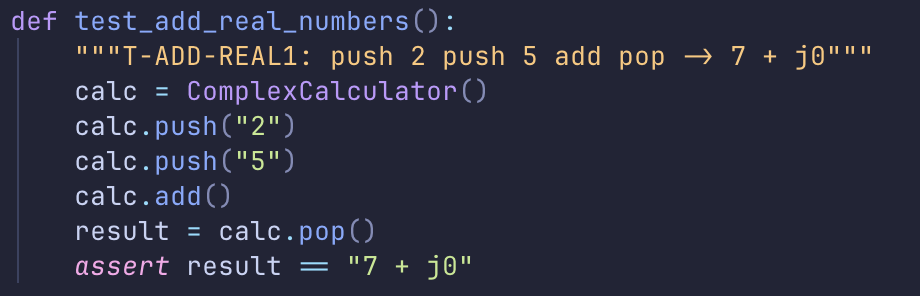 def test_add_real_numbers():
    """T-ADD-REAL1: push 2 push 5 add pop -> 7 + j0"""
    calc = ComplexCalculator()
    calc.push("2")
    calc.push("5")
    calc.add()
    result = calc.pop()
    assert result == "7 + j0"